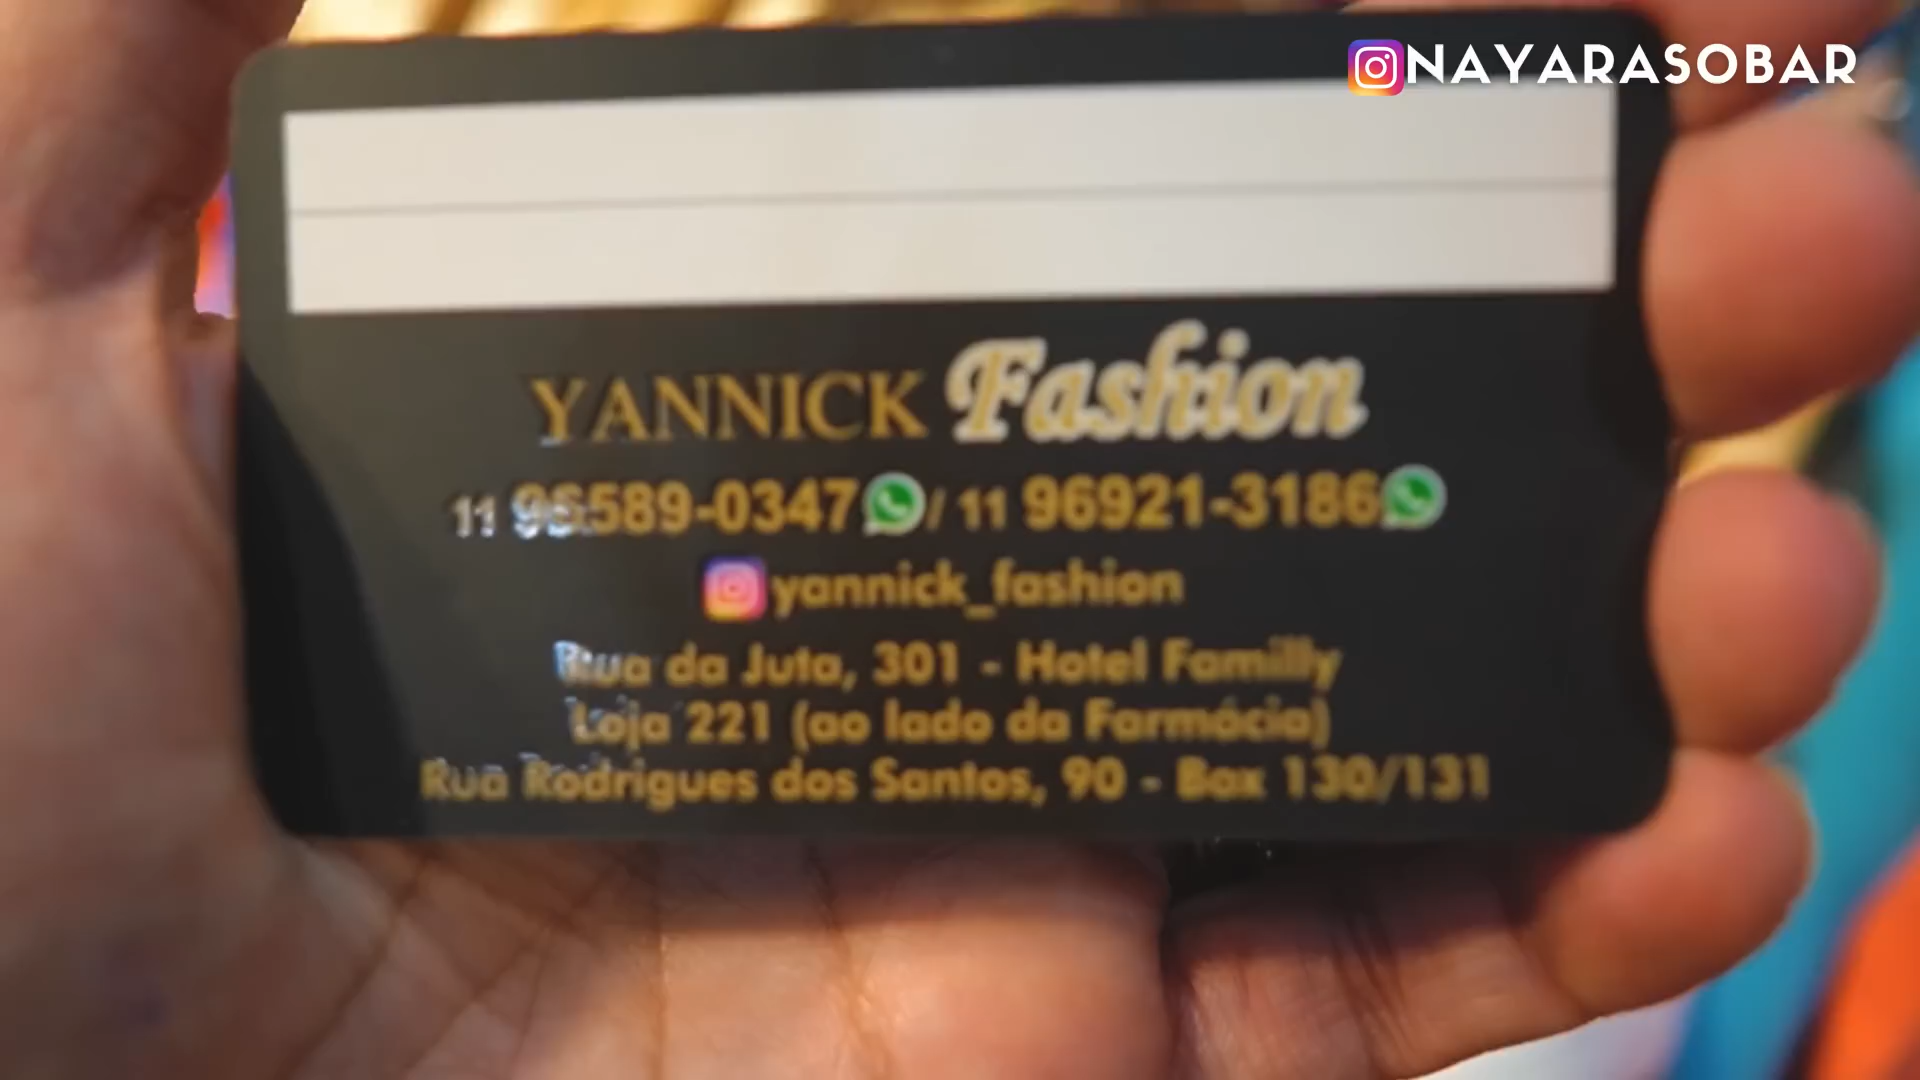 NAYARASOBAR
YANNICK Fashion
11 96589-0347 / 11 96921-3186
yannick_fashion
Rua da Juta, 301 - Hotel Familly
Loja 221 (ao lado da Farmácia)
Rua Rodrigues dos Santos, 90 - Box 130/131